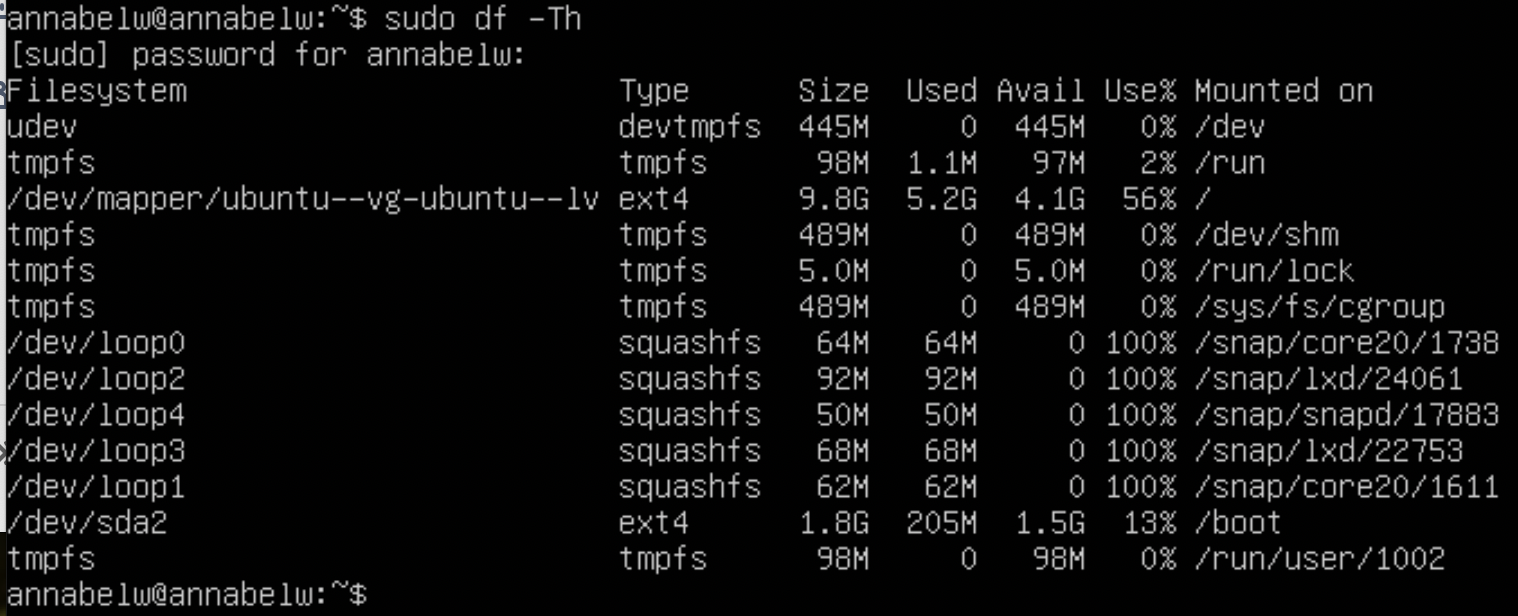 annabelw@annabelw:~$ sudo df -Th
[sudo] password for annabelw:
Filesystem                        Type      Size  Used Avail Use% Mounted on
udev                              devtmpfs  445M     0  445M   0% /dev
tmpfs                             tmpfs      98M  1.1M   97M   2% /run
/dev/mapper/ubuntu--vg-ubuntu--lv ext4      9.8G  5.2G  4.1G  56% /
tmpfs                             tmpfs     489M     0  489M   0% /dev/shm
tmpfs                             tmpfs     5.0M     0  5.0M   0% /run/lock
tmpfs                             tmpfs     489M     0  489M   0% /sys/fs/cgroup
/dev/loop0                        squashfs   64M   64M     0 100% /snap/core20/1738
/dev/loop2                        squashfs   92M   92M     0 100% /snap/lxd/24061
/dev/loop4                        squashfs   50M   50M     0 100% /snap/snapd/17883
/dev/loop3                        squashfs   68M   68M     0 100% /snap/lxd/22753
/dev/loop1                        squashfs   62M   62M     0 100% /snap/core20/1611
/dev/sda2                         ext4      1.8G  205M  1.5G  13% /boot
tmpfs                             tmpfs      98M     0   98M   0% /run/user/1002
annabelw@annabelw:~$